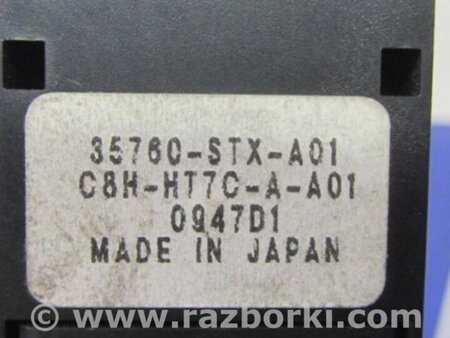 35760-STX-A01
C8H-HT7C-A-A01
0947D1
MADE IN JAPAN
© www.razborki.com